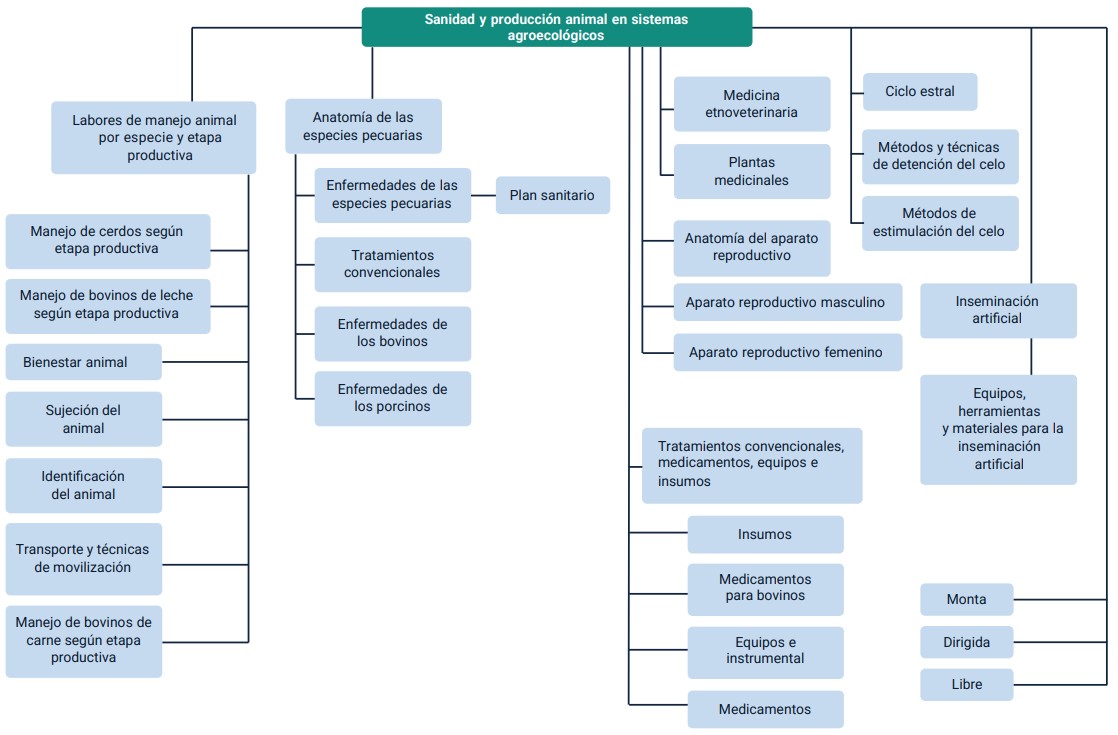 Sanidad y producción animal en sistemas
agroecológicos
Labores de manejo animal
por especie y etapa
productiva
Manejo de cerdos según
etapa productiva
Manejo de bovinos de leche
según etapa productiva
Bienestar animal
Sujeción del
animal
Identificación
del animal
Transporte y técnicas
de movilización
Manejo de bovinos de
carne según etapa
productiva
Anatomía de las
especies pecuarias
Enfermedades de las
especies pecuarias
Plan sanitario
Tratamientos
convencionales
Enfermedades de
los bovinos
Enfermedades de
los porcinos
Medicina
etnoveterinaria
Plantas
medicinales
Anatomía del aparato
reproductivo
Aparato reproductivo masculino
Aparato reproductivo femenino
Tratamientos convencionales,
medicamentos, equipos e
insumos
Insumos
Medicamentos
para bovinos
Equipos e
instrumental
Medicamentos
Ciclo estral
Métodos y técnicas
de detención del celo
Métodos de
estimulación del celo
Inseminación
artificial
Equipos,
herramientas
y materiales para la
inseminación
artificial
Monta
Dirigida
Libre